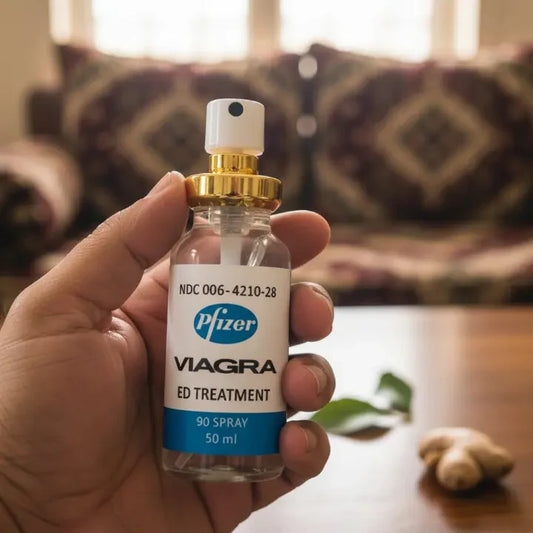 NDC 006-4210-28
Pfizer
VIAGRA
ED TREATMENT
90 SPRAY
50 ml